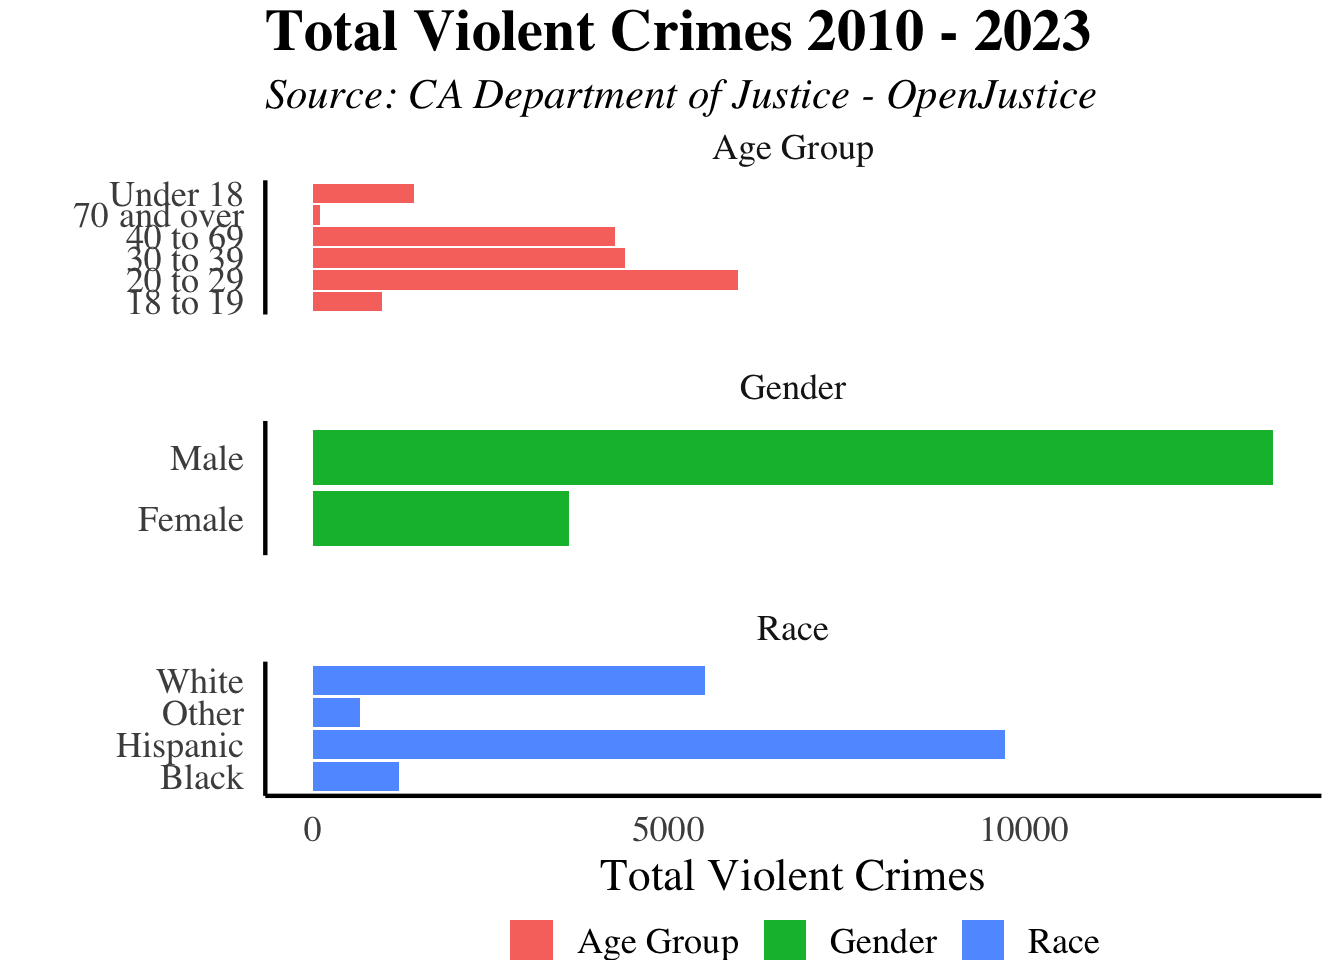 Total Violent Crimes 2010 - 2023
Source: CA Department of Justice - OpenJustice
Age Group
Under 18
70 and over
40 to 69
30 to 39
20 to 29
18 to 19
Gender
Male
Female
Race
White
Other
Hispanic
Black
0 5000 10000
Total Violent Crimes
Age Group Gender Race